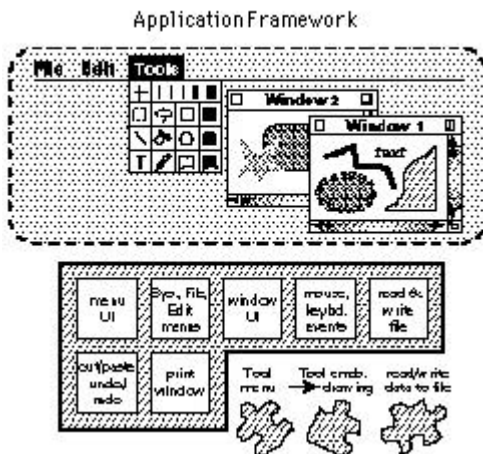 Application Framework
File Edit Tools
Window 2
Window 1
text
T
menu
UI
Sys., File,
Edit
menus
window
UI
mouse,
keybd.
events
read &
write
file
cut/paste
undo/
redo
print
window
Tool
menu
Tool cmds.
drawing
read/write
data to file